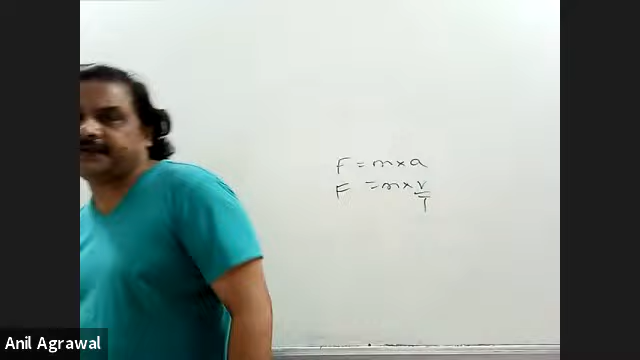 F = m x a
F = m x V/T
Anil Agrawal